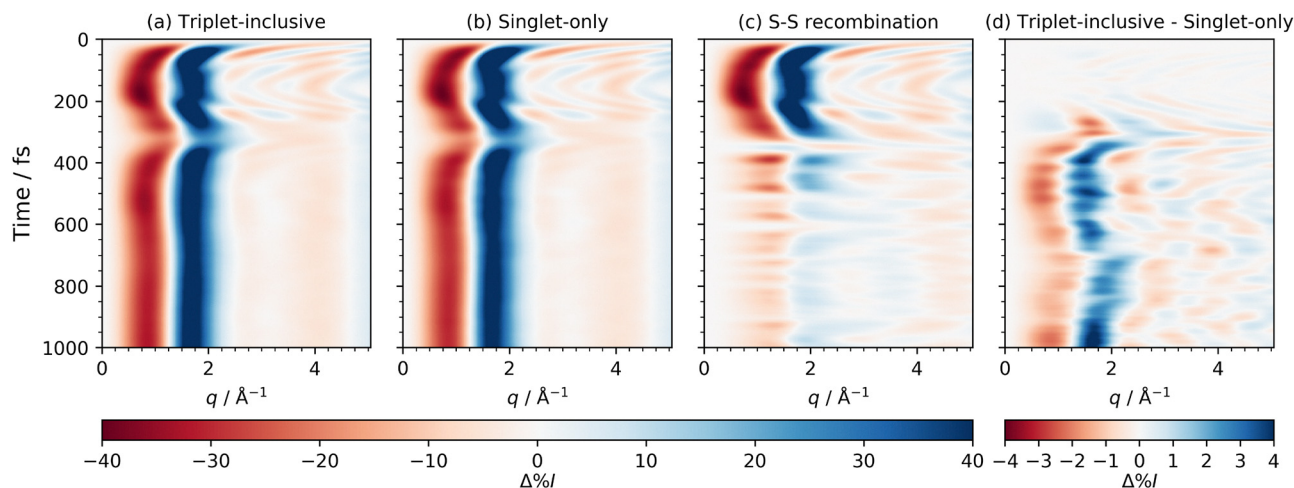 (a) Triplet-inclusive (b) Singlet-only (c) S-S recombination (d) Triplet-inclusive - Singlet-only
Time / fs
0
200
400
600
800
1000
0 2 4 0 2 4 0 2 4 0 2 4
q / Å⁻¹ q / Å⁻¹ q / Å⁻¹ q / Å⁻¹
−40 −30 −20 −10 0 10 20 30 40 −4 −3 −2 −1 0 1 2 3 4
Δ%I Δ%I